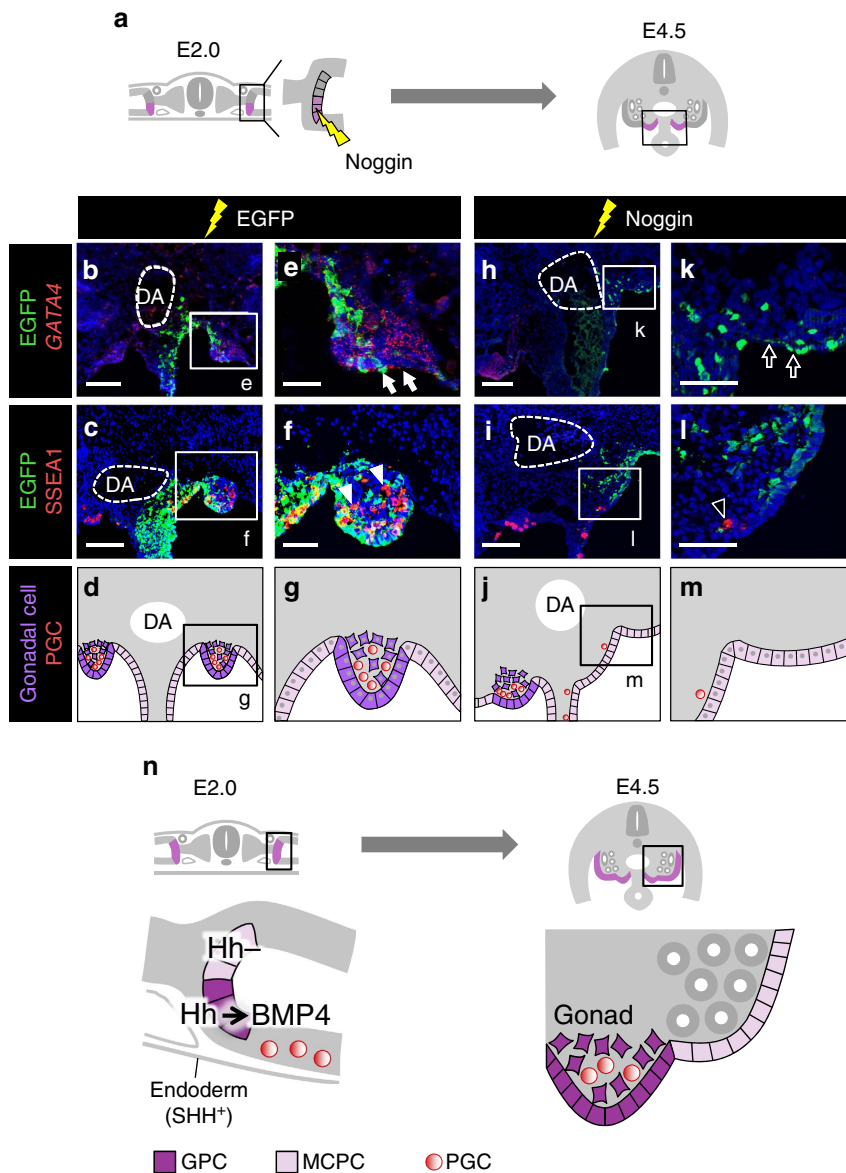 a
E2.0
E4.5
Noggin
EGFP
Noggin
EGFP
GATA4
b
DA
e
e
h
DA
k
k
EGFP
SSEA1
c
DA
f
f
i
DA
l
l
Gonadal cell
PGC
d
DA
g
g
j
DA
m
m
n
E2.0
E4.5
Hh–
Hh → BMP4
Endoderm
(SHH⁺)
Gonad
GPC
MCPC
PGC